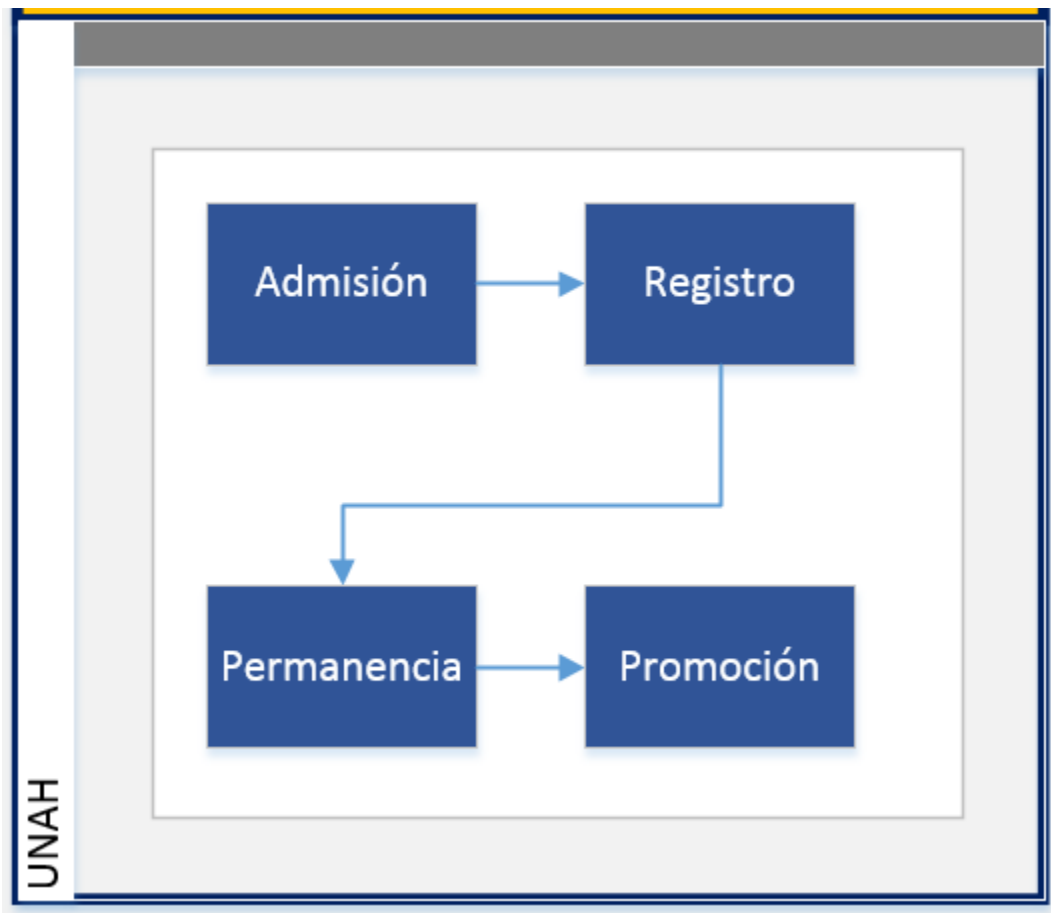 Admisión
Registro
Permanencia
Promoción
UNAH